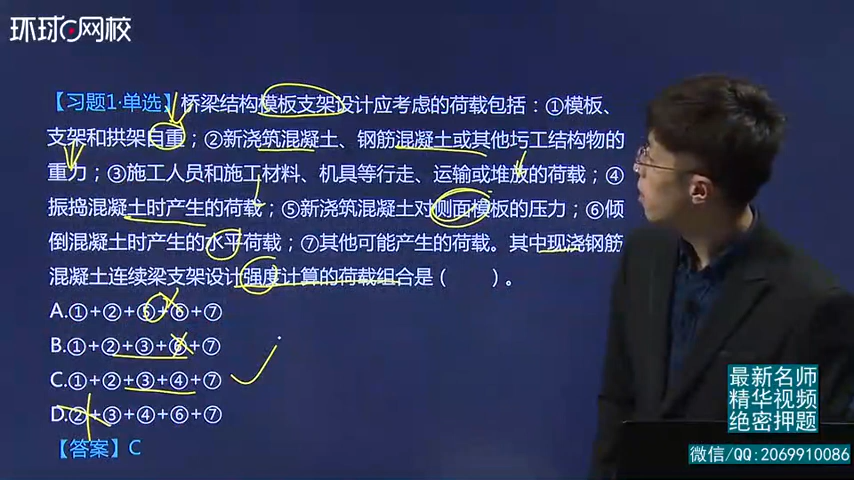 环球网校
【习题1·单选】桥梁结构模板支架设计应考虑的荷载包括：①模板、
支架和拱架自重；②新浇筑混凝土、钢筋混凝土或其他圬工结构物的
重力；③施工人员和施工材料、机具等行走、运输或堆放的荷载；④
振捣混凝土时产生的荷载；⑤新浇筑混凝土对侧面模板的压力；⑥倾
倒混凝土时产生的水平荷载；⑦其他可能产生的荷载。其中现浇钢筋
混凝土连续梁支架设计强度计算的荷载组合是（　　）。
A.①+②+⑤+⑥+⑦
B.①+②+③+⑥+⑦
C.①+②+③+④+⑦
D.②+③+④+⑥+⑦
【答案】C
最新名师
精华视频
绝密押题
微信/QQ:2069910086